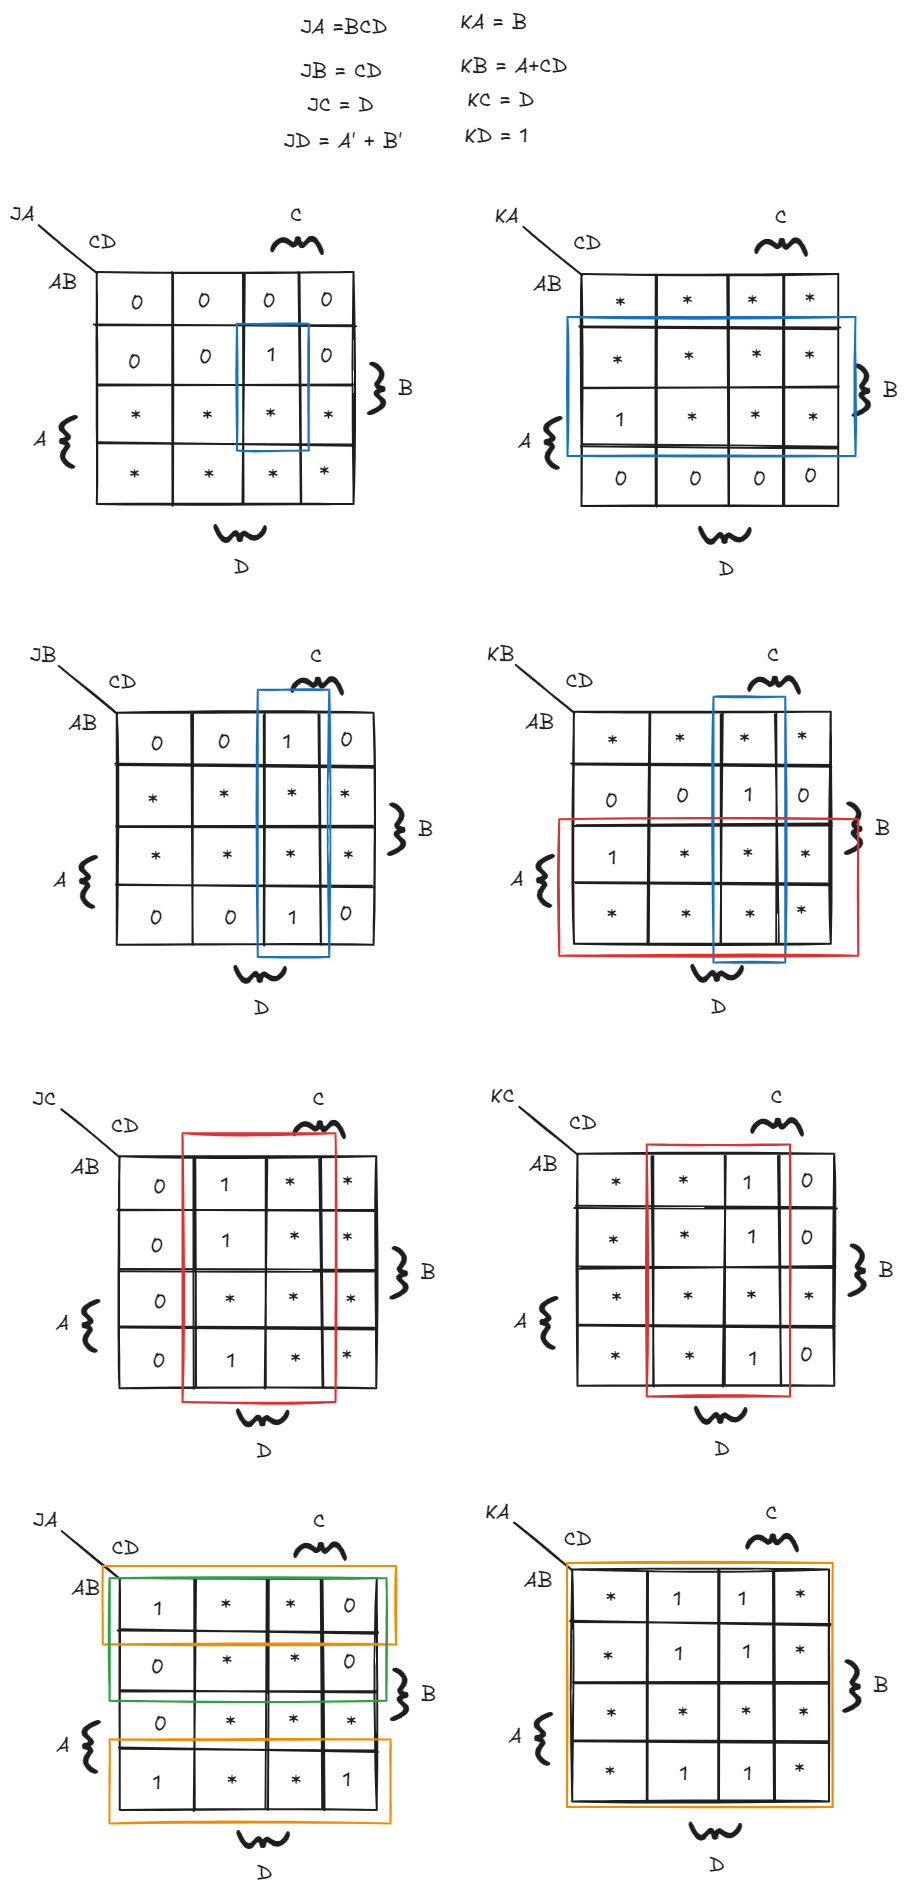 JA =BCD KA = B
JB = CD KB = A+CD
JC = D KC = D
JD = A' + B' KD = 1
JA C KA C
CD CD
AB AB
0 0 0 0 * * * *
0 0 1 0 * * * *
B B
* * * * 1 * * *
A A
* * * * 0 0 0 0
D D
JB C KB C
CD CD
AB AB
0 0 1 0 * * * *
* * * * 0 0 1 0
B B
* * * * 1 * * *
A A
0 0 1 0 * * * *
D D
JC C KC C
CD CD
AB AB
0 1 * * * * 1 0
0 1 * * * * 1 0
B B
0 * * * * * * *
A A
0 1 * * * * 1 0
D D
JA C KA C
CD CD
AB AB
1 * * 0 * 1 1 *
0 * * 0 * 1 1 *
B B
0 * * * * * * *
A A
1 * * 1 * 1 1 *
D D